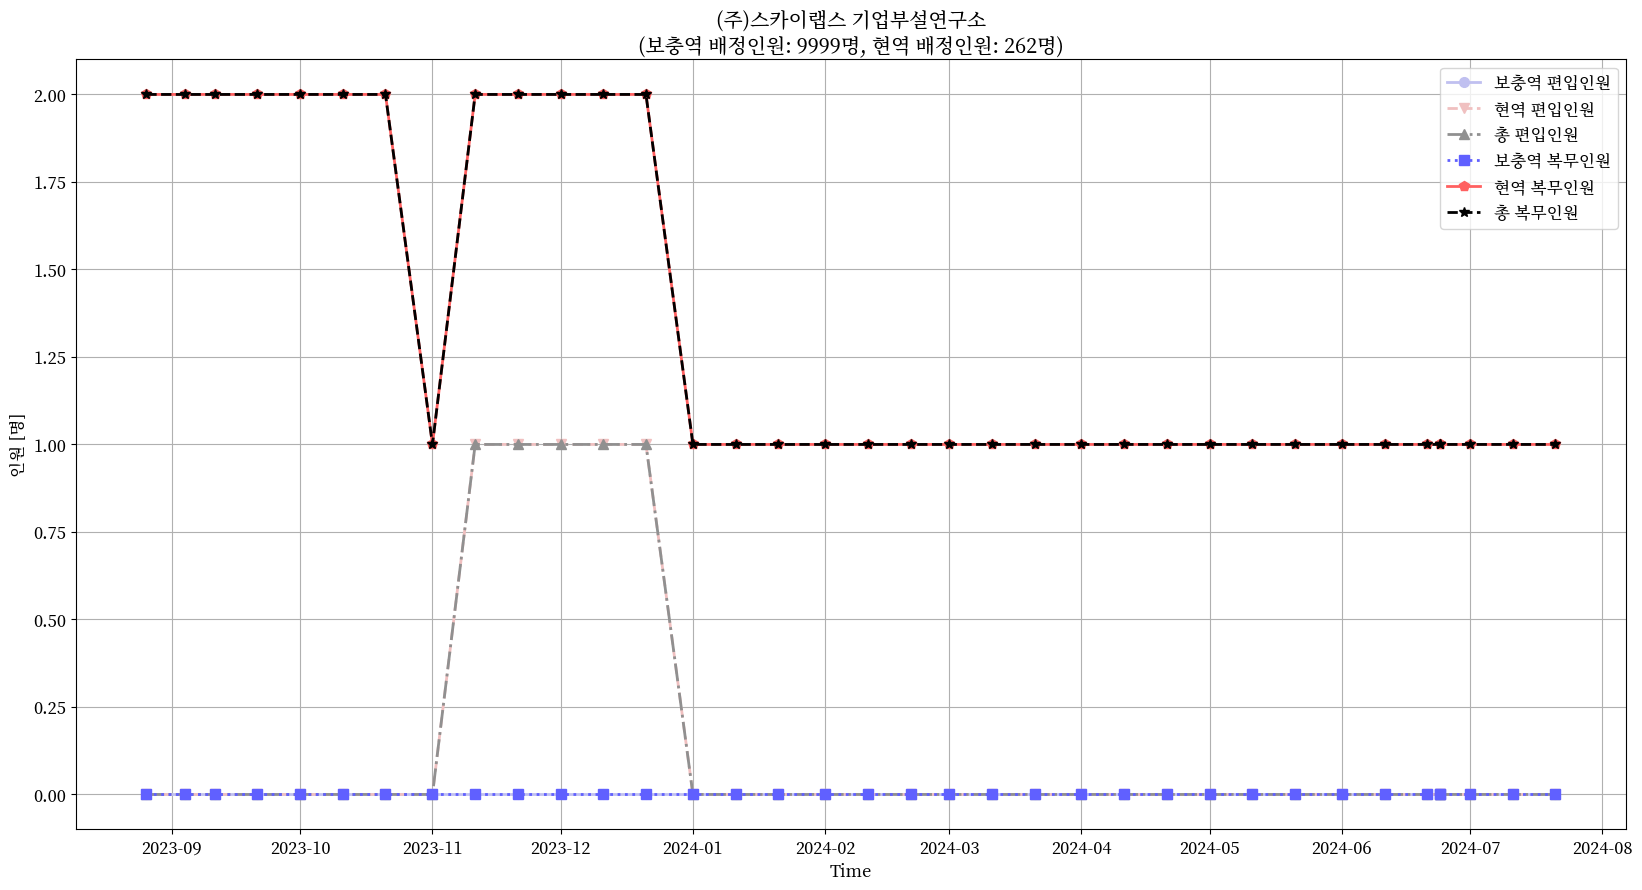 (주)스카이랩스 기업부설연구소
(보충역 배정인원: 9999명, 현역 배정인원: 262명)
보충역 편입인원
현역 편입인원
총 편입인원
보충역 복무인원
현역 복무인원
총 복무인원
인원 [명]
2.00
1.75
1.50
1.25
1.00
0.75
0.50
0.25
0.00
2023-09 2023-10 2023-11 2023-12 2024-01 2024-02 2024-03 2024-04 2024-05 2024-06 2024-07 2024-08
Time